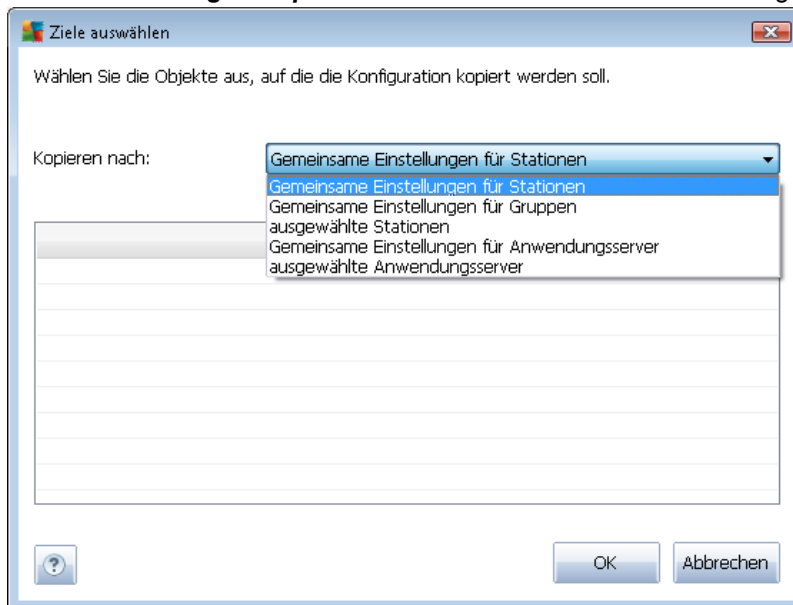 Ziele auswählen
Wählen Sie die Objekte aus, auf die die Konfiguration kopiert werden soll.
Kopieren nach:
Gemeinsame Einstellungen für Stationen
Gemeinsame Einstellungen für Stationen
Gemeinsame Einstellungen für Gruppen
ausgewählte Stationen
Gemeinsame Einstellungen für Anwendungsserver
ausgewählte Anwendungsserver
?
OK
Abbrechen